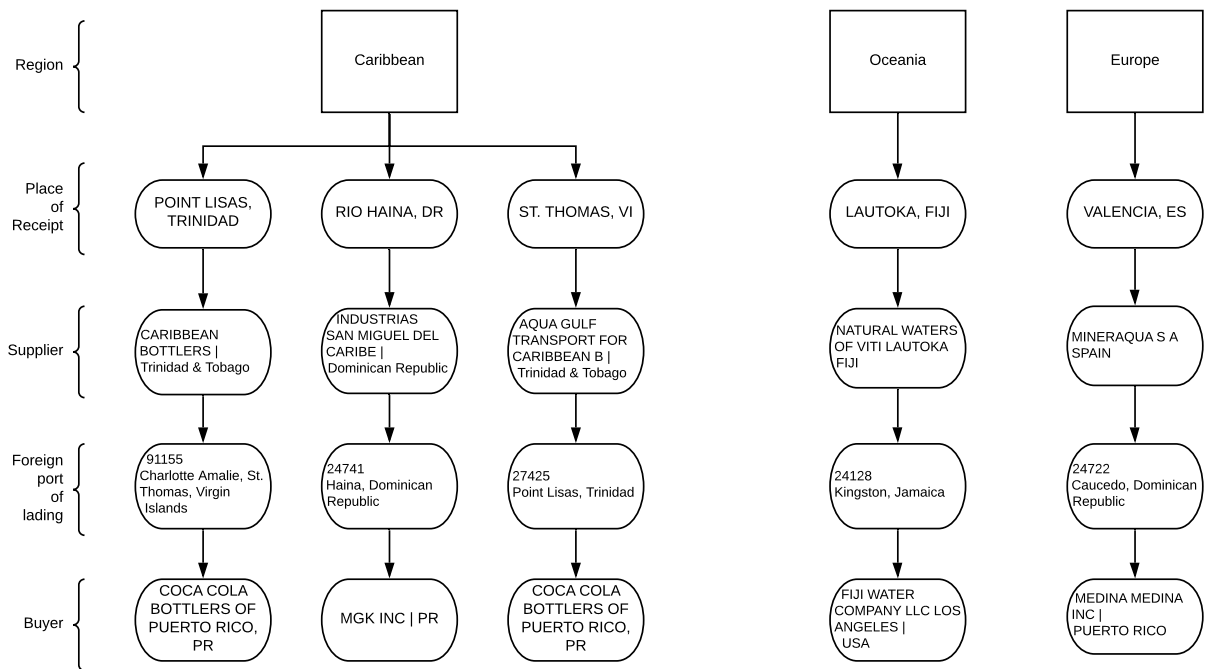 Region
Caribbean
Oceania
Europe
Place
of
Receipt
POINT LISAS,
TRINIDAD
RIO HAINA, DR
ST. THOMAS, VI
LAUTOKA, FIJI
VALENCIA, ES
Supplier
CARIBBEAN
BOTTLERS |
Trinidad & Tobago
INDUSTRIAS
SAN MIGUEL DEL
CARIBE |
Dominican Republic
AQUA GULF
TRANSPORT FOR
CARIBBEAN B |
Trinidad & Tobago
NATURAL WATERS
OF VITI LAUTOKA
FIJI
MINERAQUA S A
SPAIN
Foreign
port
of
lading
91155
Charlotte Amalie, St.
Thomas, Virgin
Islands
24741
Haina, Dominican
Republic
27425
Point Lisas, Trinidad
24128
Kingston, Jamaica
24722
Caucedo, Dominican
Republic
Buyer
COCA COLA
BOTTLERS OF
PUERTO RICO,
PR
MGK INC | PR
COCA COLA
BOTTLERS OF
PUERTO RICO,
PR
FIJI WATER
COMPANY LLC LOS
ANGELES |
USA
MEDINA MEDINA
INC |
PUERTO RICO